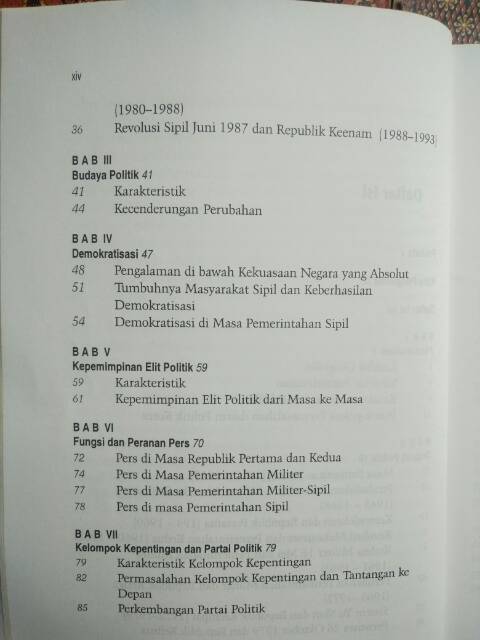 xiv
(1980–1988)
36 Revolusi Sipil Juni 1987 dan Republik Keenam (1988–1993)
BAB III
Budaya Politik 41
41 Karakteristik
44 Kecenderungan Perubahan
BAB IV
Demokratisasi 47
48 Pengalaman di bawah Kekuasaan Negara yang Absolut
51 Tumbuhnya Masyarakat Sipil dan Keberhasilan
Demokratisasi
54 Demokratisasi di Masa Pemerintahan Sipil
BAB V
Kepemimpinan Elit Politik 59
59 Karakteristik
61 Kepemimpinan Elit Politik dari Masa ke Masa
BAB VI
Fungsi dan Peranan Pers 70
72 Pers di Masa Republik Pertama dan Kedua
74 Pers di Masa Pemerintahan Militer
77 Pers di Masa Pemerintahan Militer-Sipil
78 Pers di masa Pemerintahan Sipil
BAB VII
Kelompok Kepentingan dan Partai Politik 79
79 Karakteristik Kelompok Kepentingan
82 Permasalahan Kelompok Kepentingan dan Tantangan ke
Depan
85 Perkembangan Partai Politik